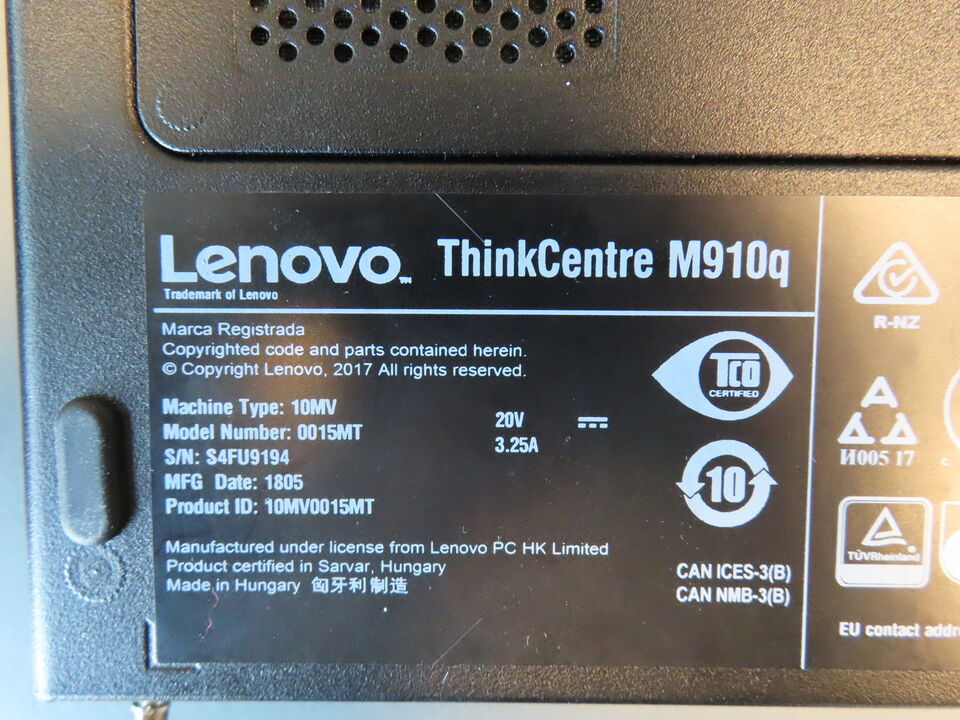 Lenovo™ ThinkCentre M910q
Trademark of Lenovo
Marca Registrada
Copyrighted code and parts contained herein.
© Copyright Lenovo, 2017 All rights reserved.
Machine Type: 10MV
Model Number: 0015MT
S/N: S4FU9194
MFG Date: 1805
Product ID: 10MV0015MT
20V
3.25A
Manufactured under license from Lenovo PC HK Limited
Product certified in Sarvar, Hungary
Made in Hungary 匈牙利制造
TCO
CERTIFIED
10
CAN ICES-3(B)
CAN NMB-3(B)
R-NZ
И005 17
TÜVRheinland
EU contact